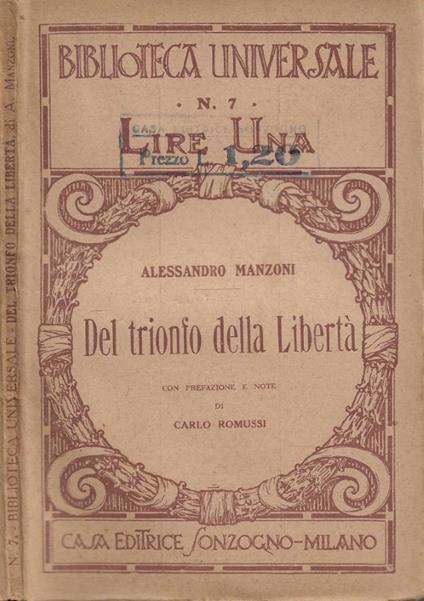 N. 7. - BIBLIOTECA UNIVERSALE - DEL TRIONFO DELLA LIBERTÀ, di A. MANZONI.
BIBLIOTECA UNIVERSALE
· N. 7 ·
LIRE UNA
CASA
Prezzo L. 1,20
ALESSANDRO MANZONI
Del trionfo della Libertà
CON PREFAZIONE E NOTE
DI
CARLO ROMUSSI
CASA EDITRICE SONZOGNO-MILANO